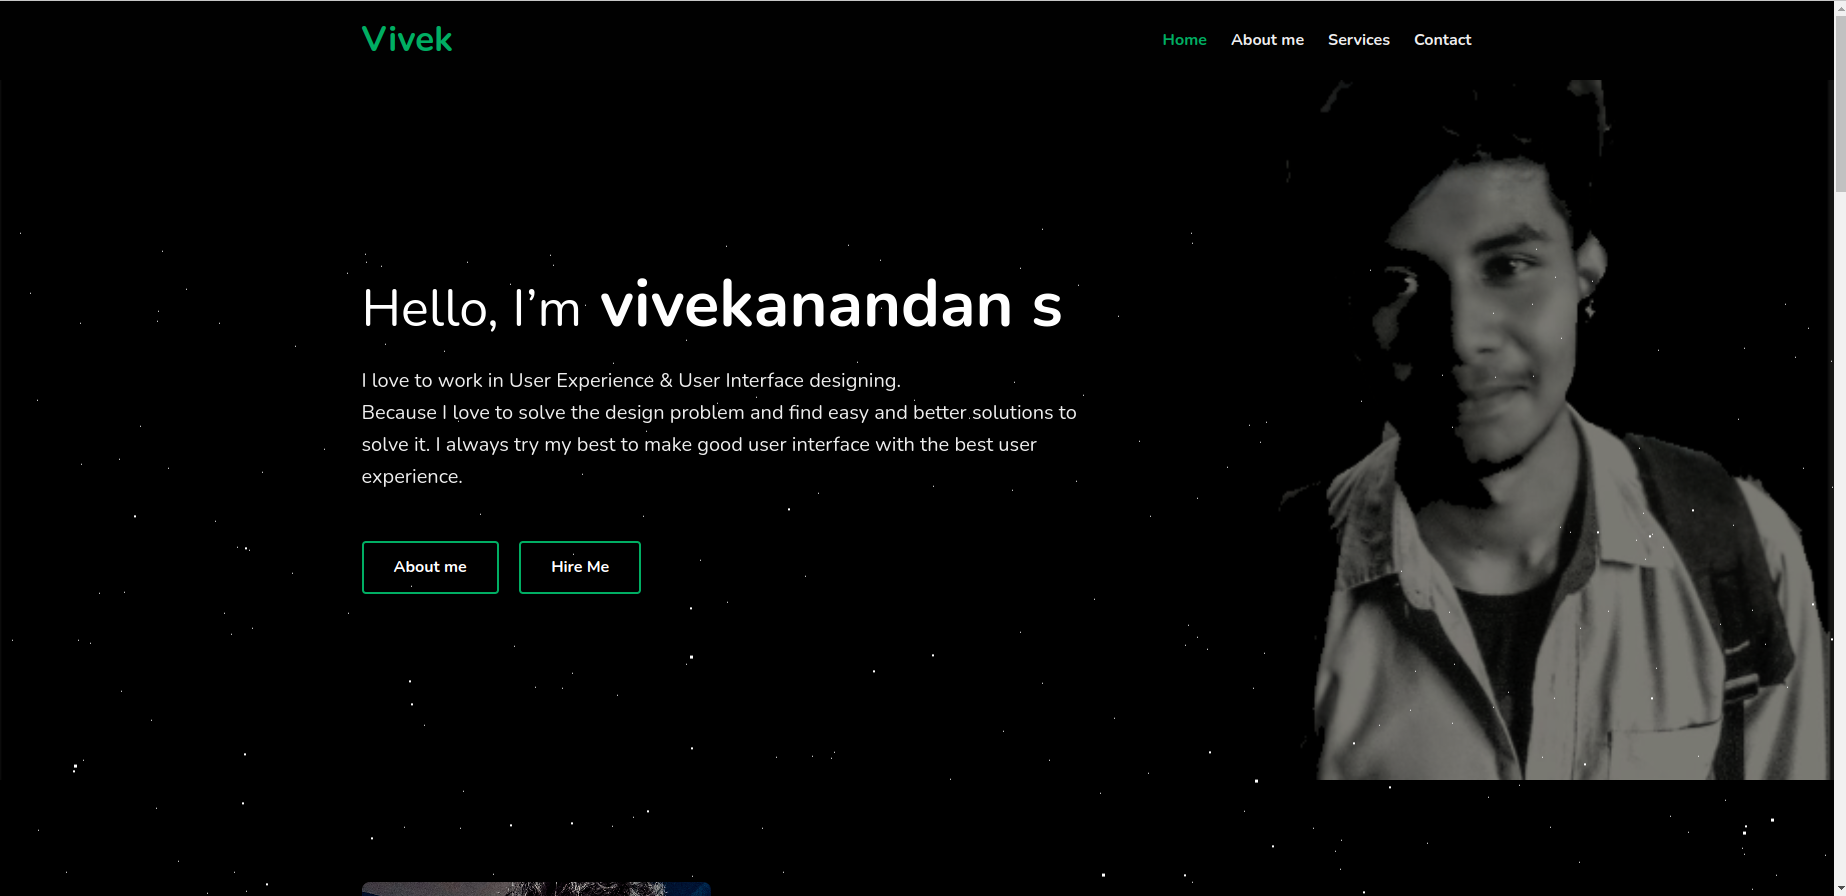 Vivek
Home About me Services Contact
Hello, I’m vivekanandan s
I love to work in User Experience & User Interface designing.
Because I love to solve the design problem and find easy and better solutions to
solve it. I always try my best to make good user interface with the best user
experience.
About me Hire Me